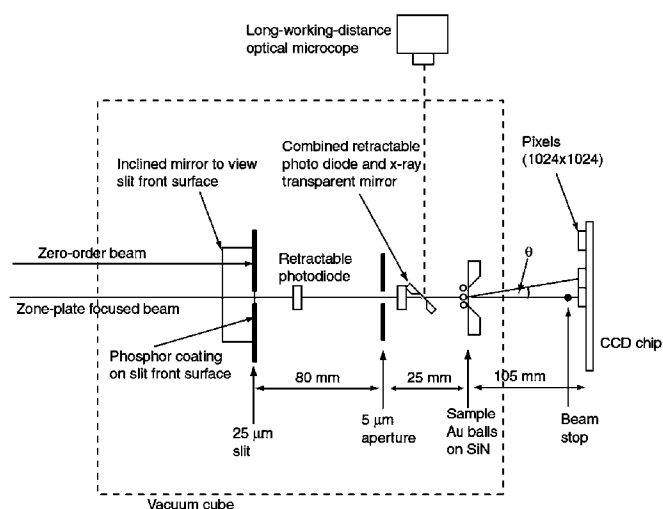 Long-working-distance
optical microcope
Combined retractable
photo diode and x-ray
transparent mirror
Pixels
(1024x1024)
Inclined mirror to view
slit front surface
Zero-order beam
Retractable
photodiode
θ
Zone-plate focused beam
Phosphor coating
on slit front surface
CCD chip
80 mm
25 mm
105 mm
25 μm
slit
5 μm
aperture
Sample
Au balls
on SiN
Beam
stop
Vacuum cube